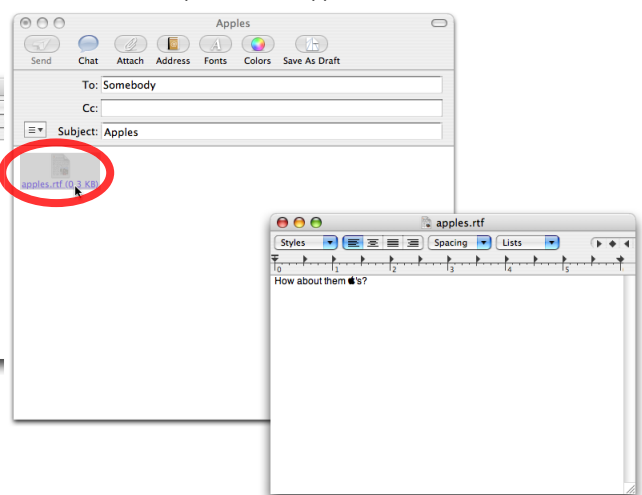 Apples
Send Chat Attach Address Fonts Colors Save As Draft
To: Somebody
Cc:
Subject: Apples
apples.rtf (0.3 KB)
apples.rtf
Styles Spacing Lists
0 1 2 3 4 5
How about them 's?